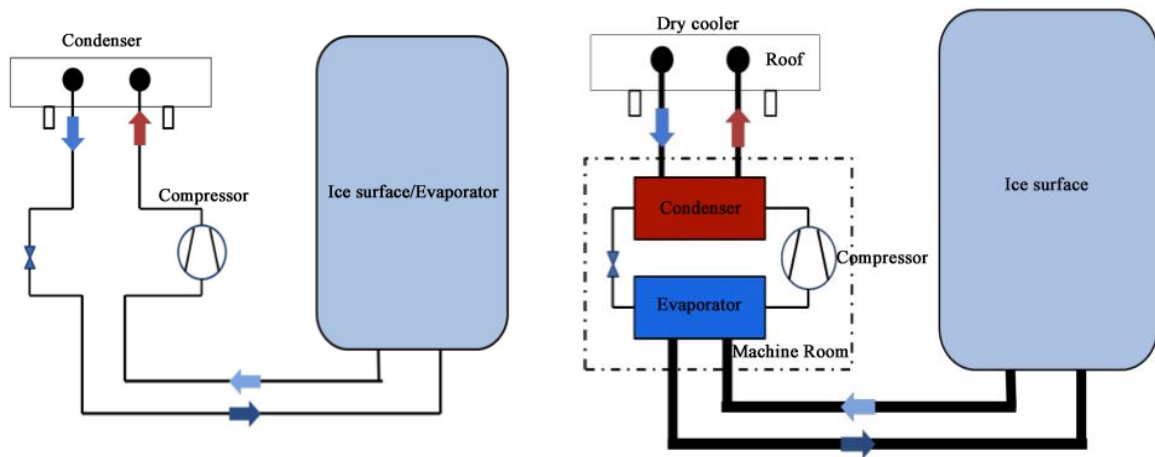 Condenser
Compressor
Ice surface/Evaporator
Dry cooler
Roof
Condenser
Compressor
Evaporator
Machine Room
Ice surface